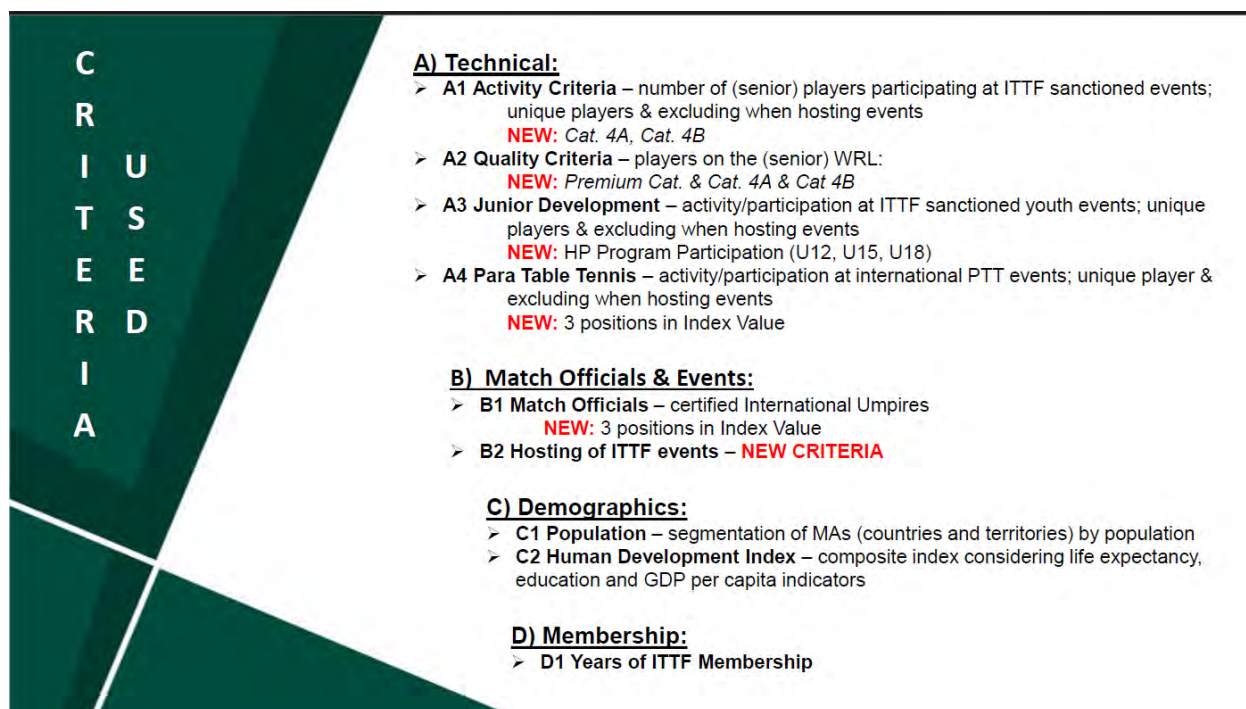 CRITERIA
USED
A) Technical:
➢ A1 Activity Criteria – number of (senior) players participating at ITTF sanctioned events;
unique players & excluding when hosting events
NEW: Cat. 4A, Cat. 4B
➢ A2 Quality Criteria – players on the (senior) WRL:
NEW: Premium Cat. & Cat. 4A & Cat 4B
➢ A3 Junior Development – activity/participation at ITTF sanctioned youth events; unique
players & excluding when hosting events
NEW: HP Program Participation (U12, U15, U18)
➢ A4 Para Table Tennis – activity/participation at international PTT events; unique player &
excluding when hosting events
NEW: 3 positions in Index Value
B) Match Officials & Events:
➢ B1 Match Officials – certified International Umpires
NEW: 3 positions in Index Value
➢ B2 Hosting of ITTF events – NEW CRITERIA
C) Demographics:
➢ C1 Population – segmentation of MAs (countries and territories) by population
➢ C2 Human Development Index – composite index considering life expectancy,
education and GDP per capita indicators
D) Membership:
➢ D1 Years of ITTF Membership